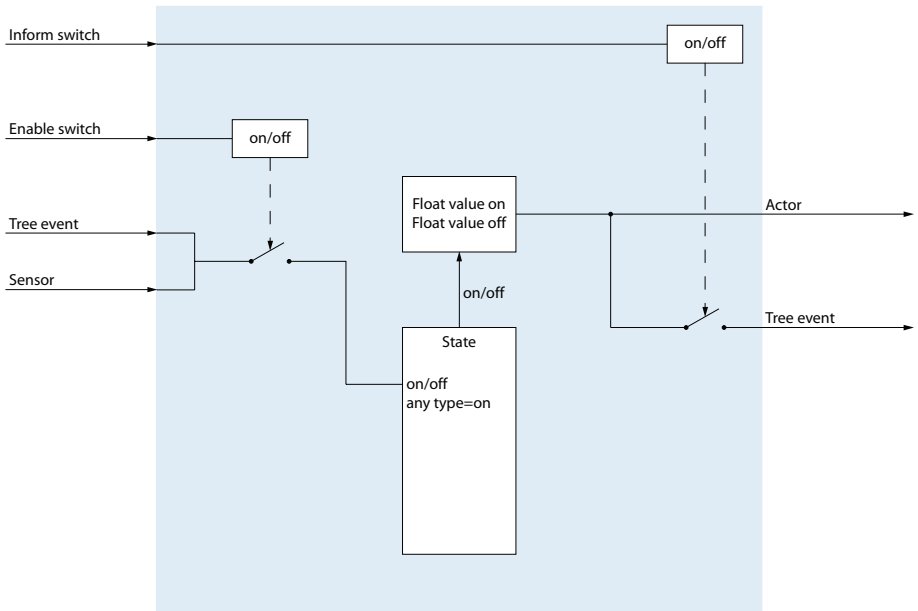 Inform switch
on/off
Enable switch
on/off
Tree event
Sensor
Float value on
Float value off
Actor
on/off
Tree event
State
on/off
any type=on